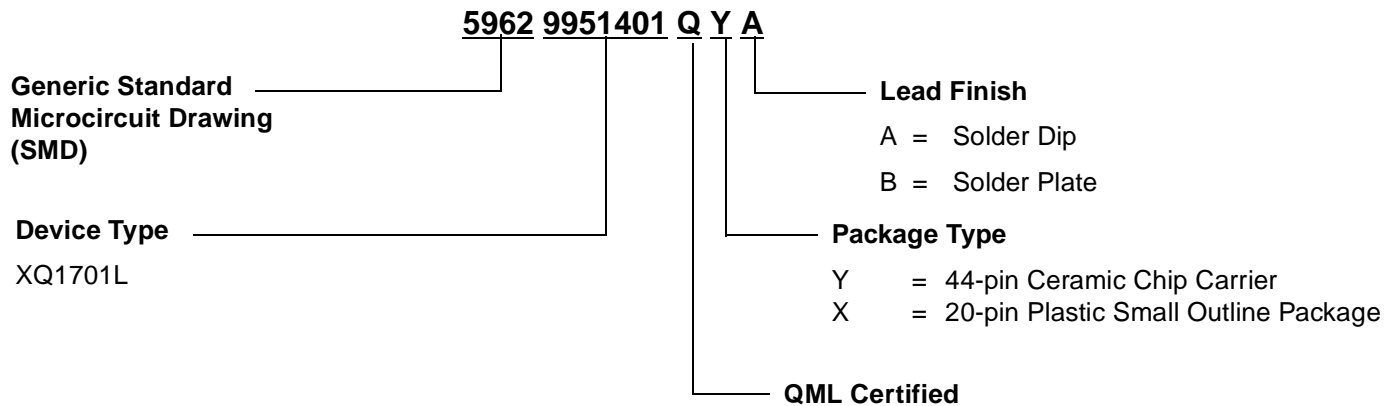 5962 9951401 Q Y A
Generic Standard
Microcircuit Drawing
(SMD)
Lead Finish
A = Solder Dip
B = Solder Plate
Device Type
XQ1701L
Package Type
Y = 44-pin Ceramic Chip Carrier
X = 20-pin Plastic Small Outline Package
QML Certified